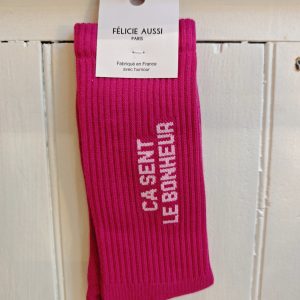 FÉLICIE AUSSI
PARIS
Fabriqué en France
avec l'amour
ÇA SENT
LE BONHEUR